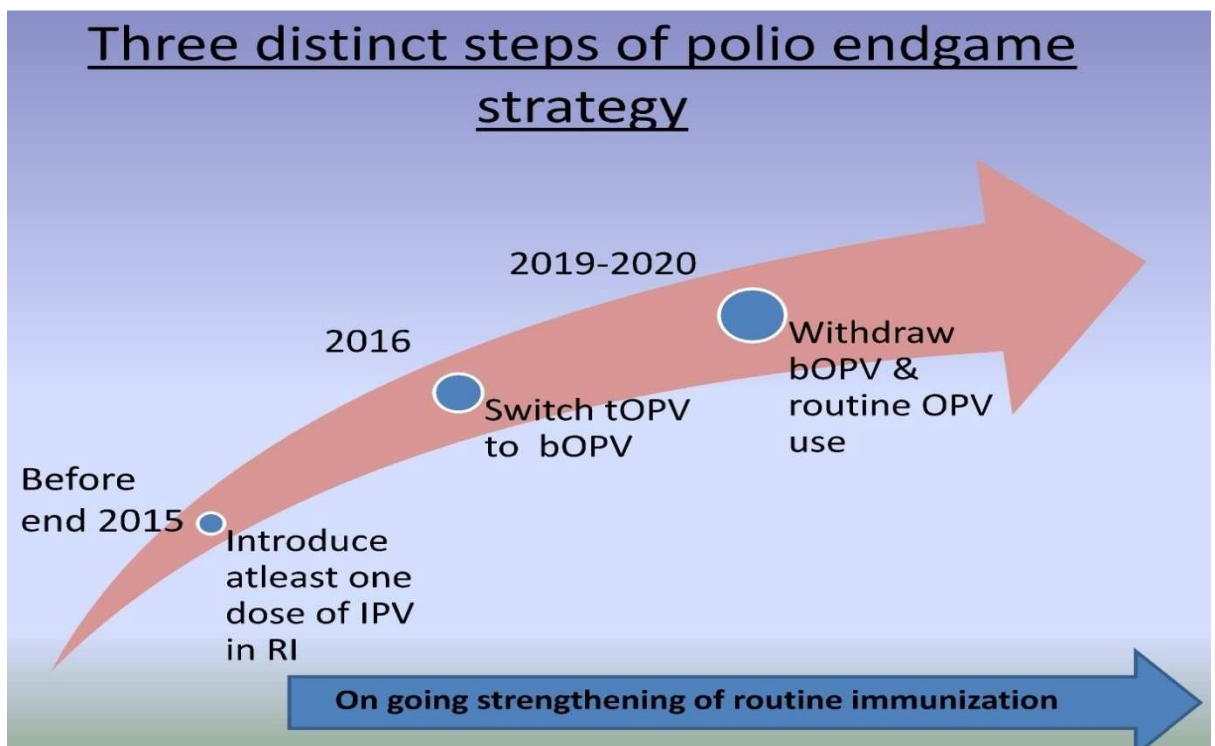 Three distinct steps of polio endgame
strategy
2019-2020
Withdraw
bOPV &
routine OPV
use
2016
Switch tOPV
to bOPV
Before
end 2015
Introduce
atleast one
dose of IPV
in RI
On going strengthening of routine immunization